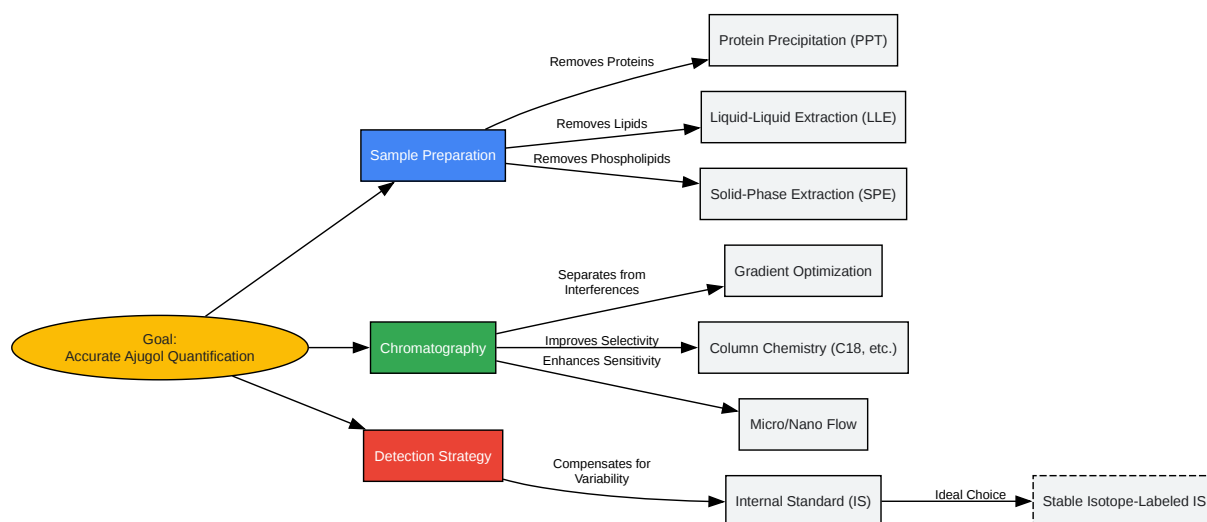 Protein Precipitation (PPT)
Removes Proteins
Liquid-Liquid Extraction (LLE)
Removes Lipids
Sample Preparation
Removes Phospholipids
Solid-Phase Extraction (SPE)
Gradient Optimization
Separates from
Interferences
Goal:
Accurate Ajugol Quantification
Chromatography
Improves Selectivity
Column Chemistry (C18, etc.)
Enhances Sensitivity
Micro/Nano Flow
Detection Strategy
Compensates for
Variability
Internal Standard (IS)
Ideal Choice
Stable Isotope-Labeled IS